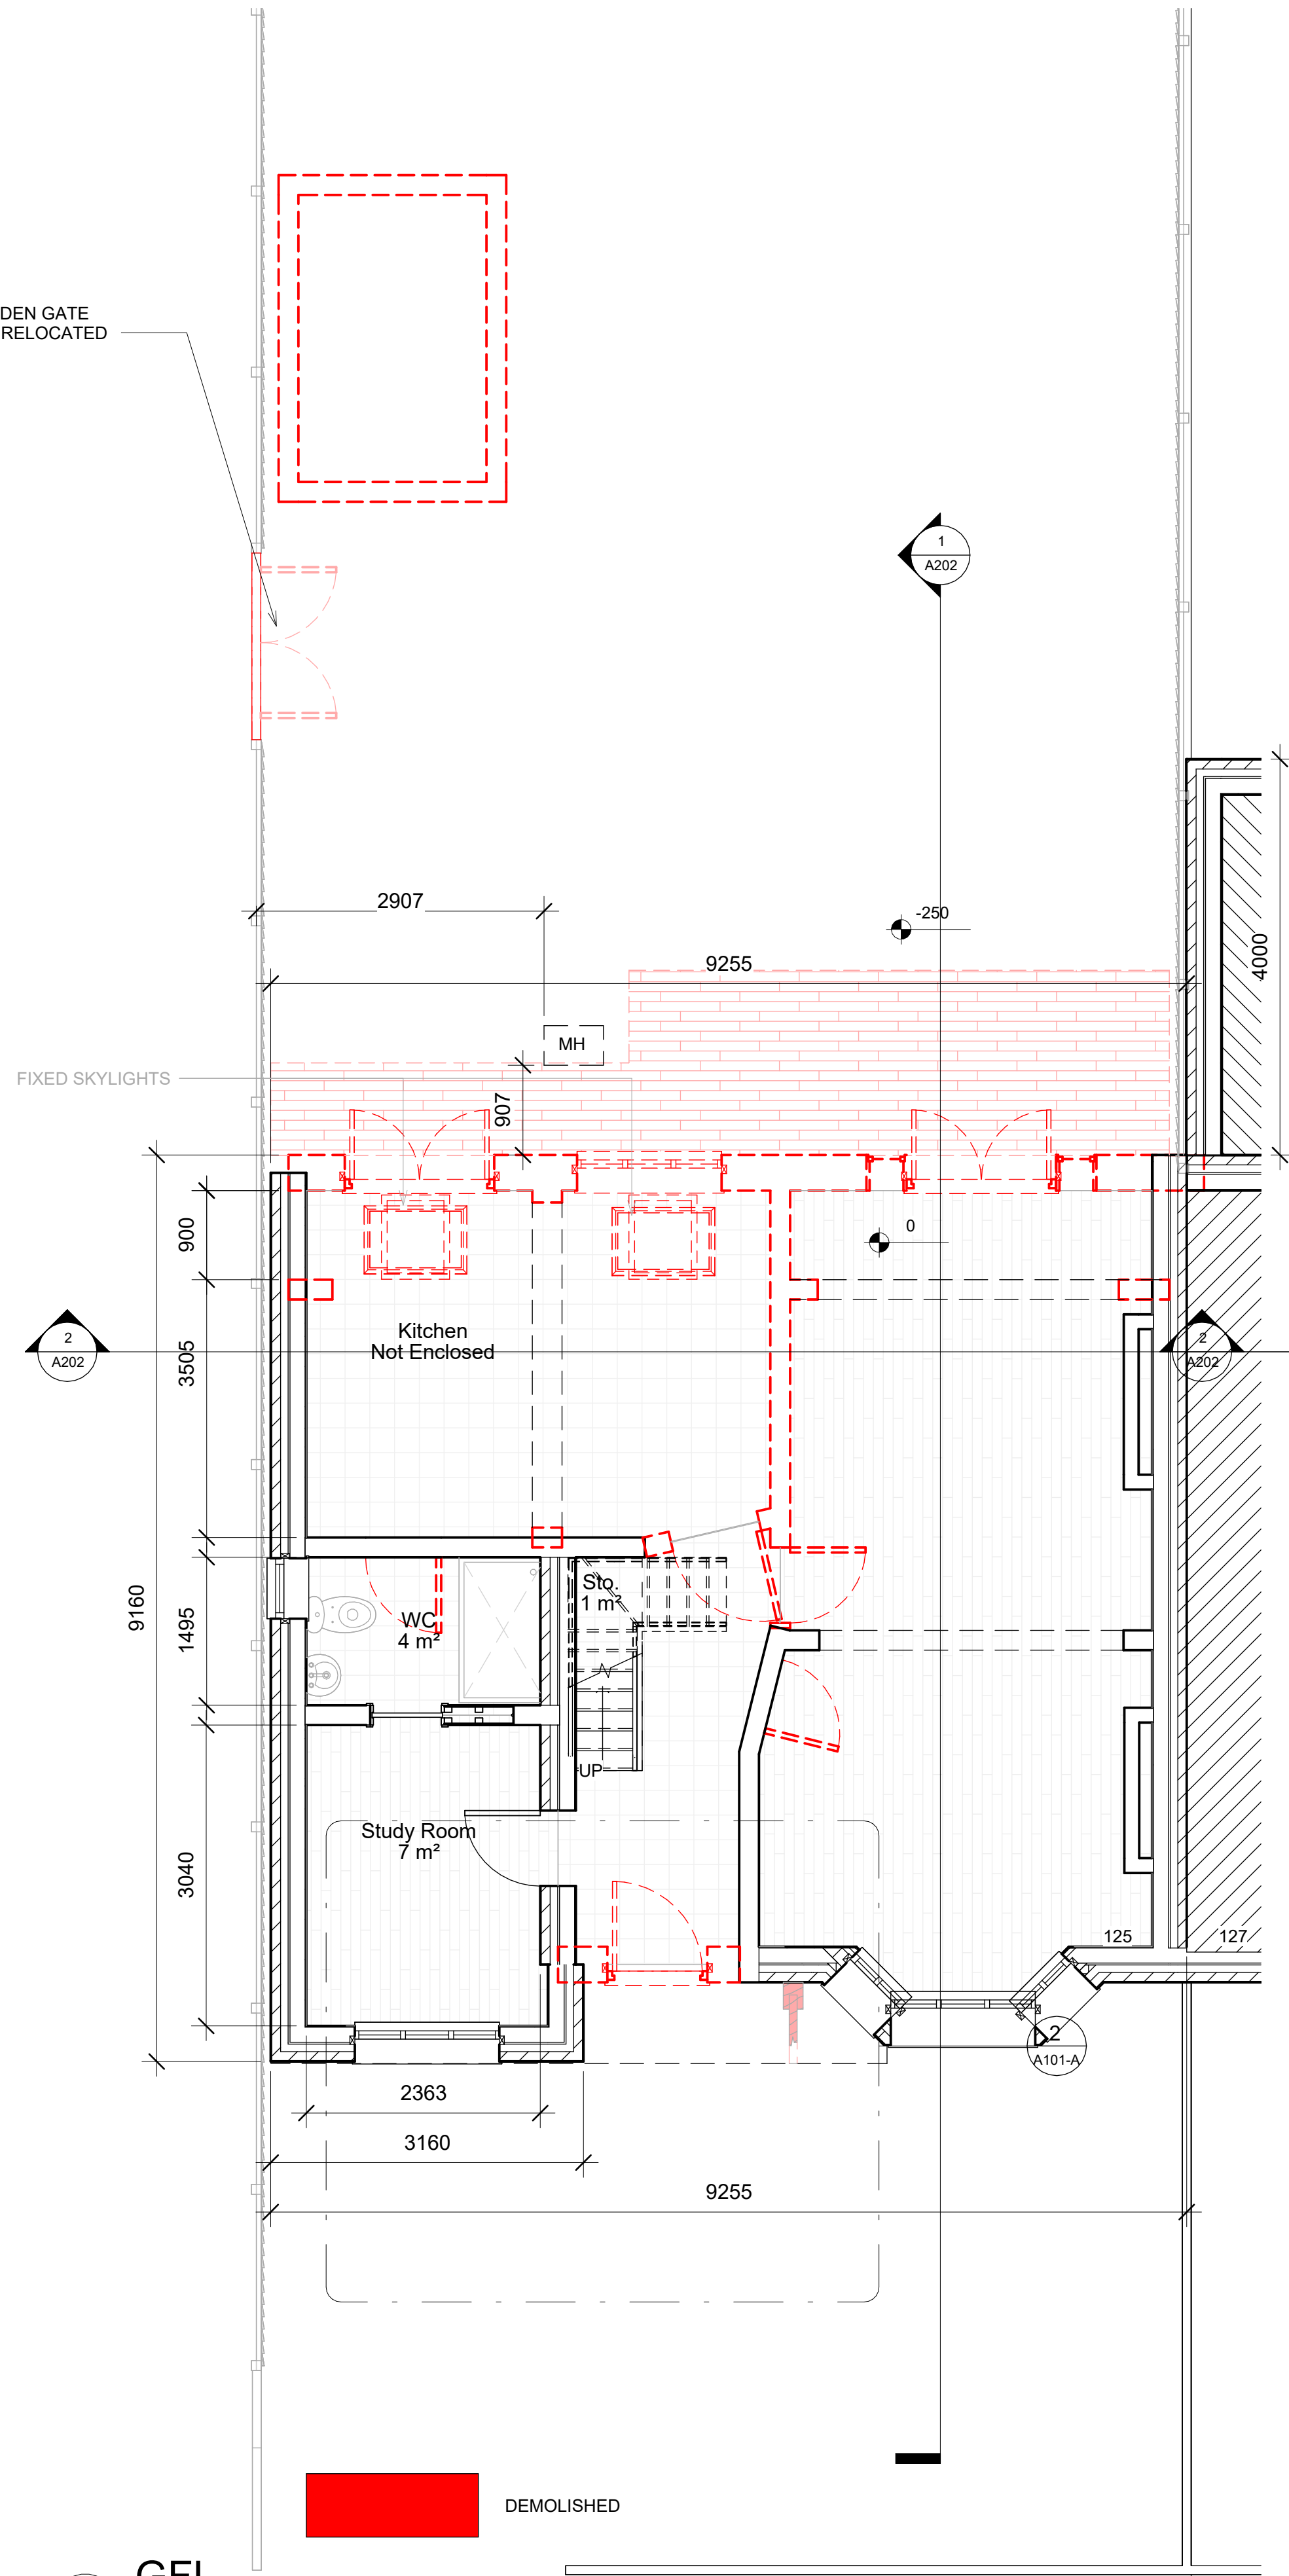 DEN GATE
RELOCATED
1
A202
2907
-250
9255
4000
MH
FIXED SKYLIGHTS
907
0
900
Kitchen
Not Enclosed
2
A202
2
A202
3505
Sto.
1 m²
WC
4 m²
9160
1495
UP
Study Room
7 m²
3040
125
127
2
A101-A
2363
3160
9255
DEMOLISHED